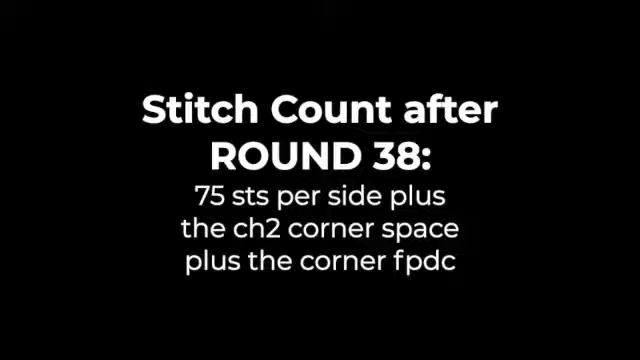 Stitch Count after
ROUND 38:
75 sts per side plus
the ch2 corner space
plus the corner fpdc